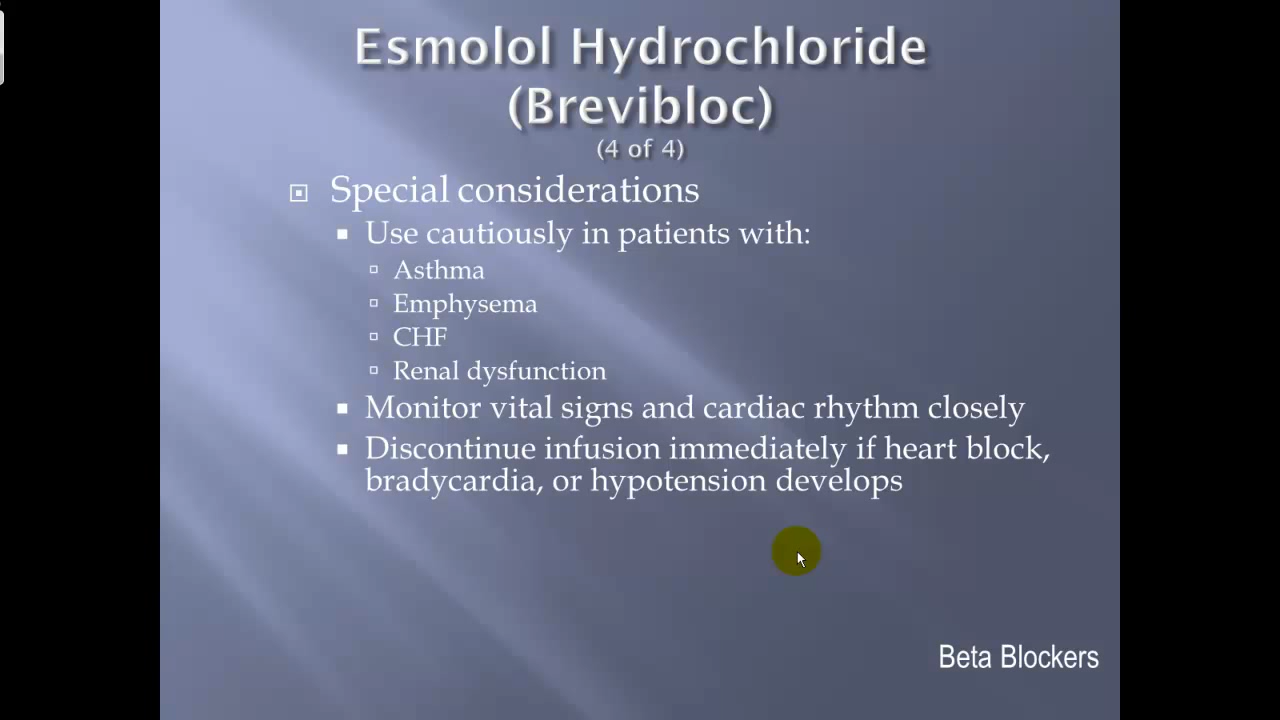 Esmolol Hydrochloride
(Brevibloc)
(4 of 4)
Special considerations
Use cautiously in patients with:
Asthma
Emphysema
CHF
Renal dysfunction
Monitor vital signs and cardiac rhythm closely
Discontinue infusion immediately if heart block,
bradycardia, or hypotension develops
Beta Blockers